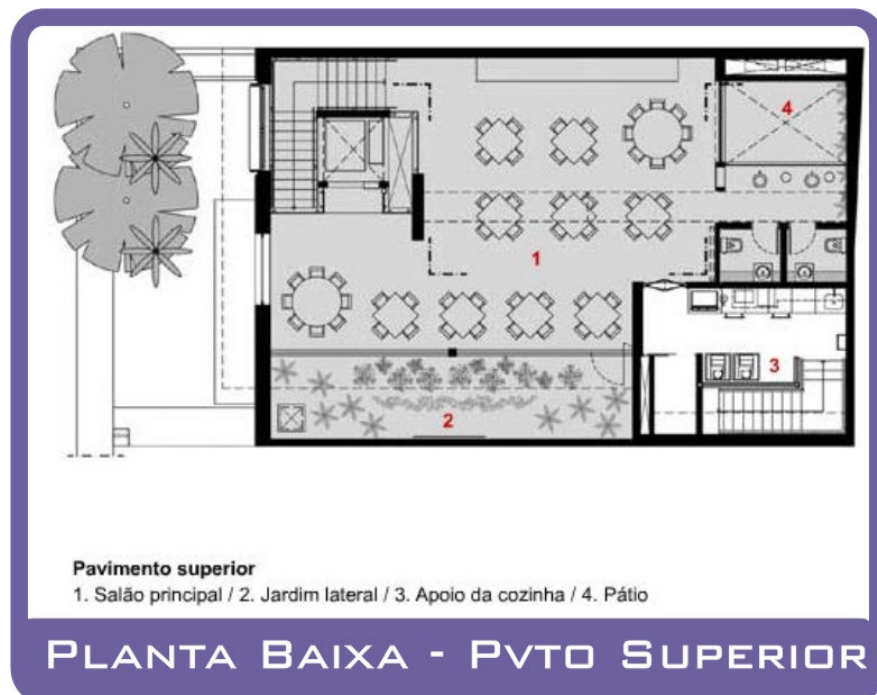 4
1
3
2
Pavimento superior
1. Salão principal / 2. Jardim lateral / 3. Apoio da cozinha / 4. Pátio
PLANTA BAIXA - PVTO SUPERIOR